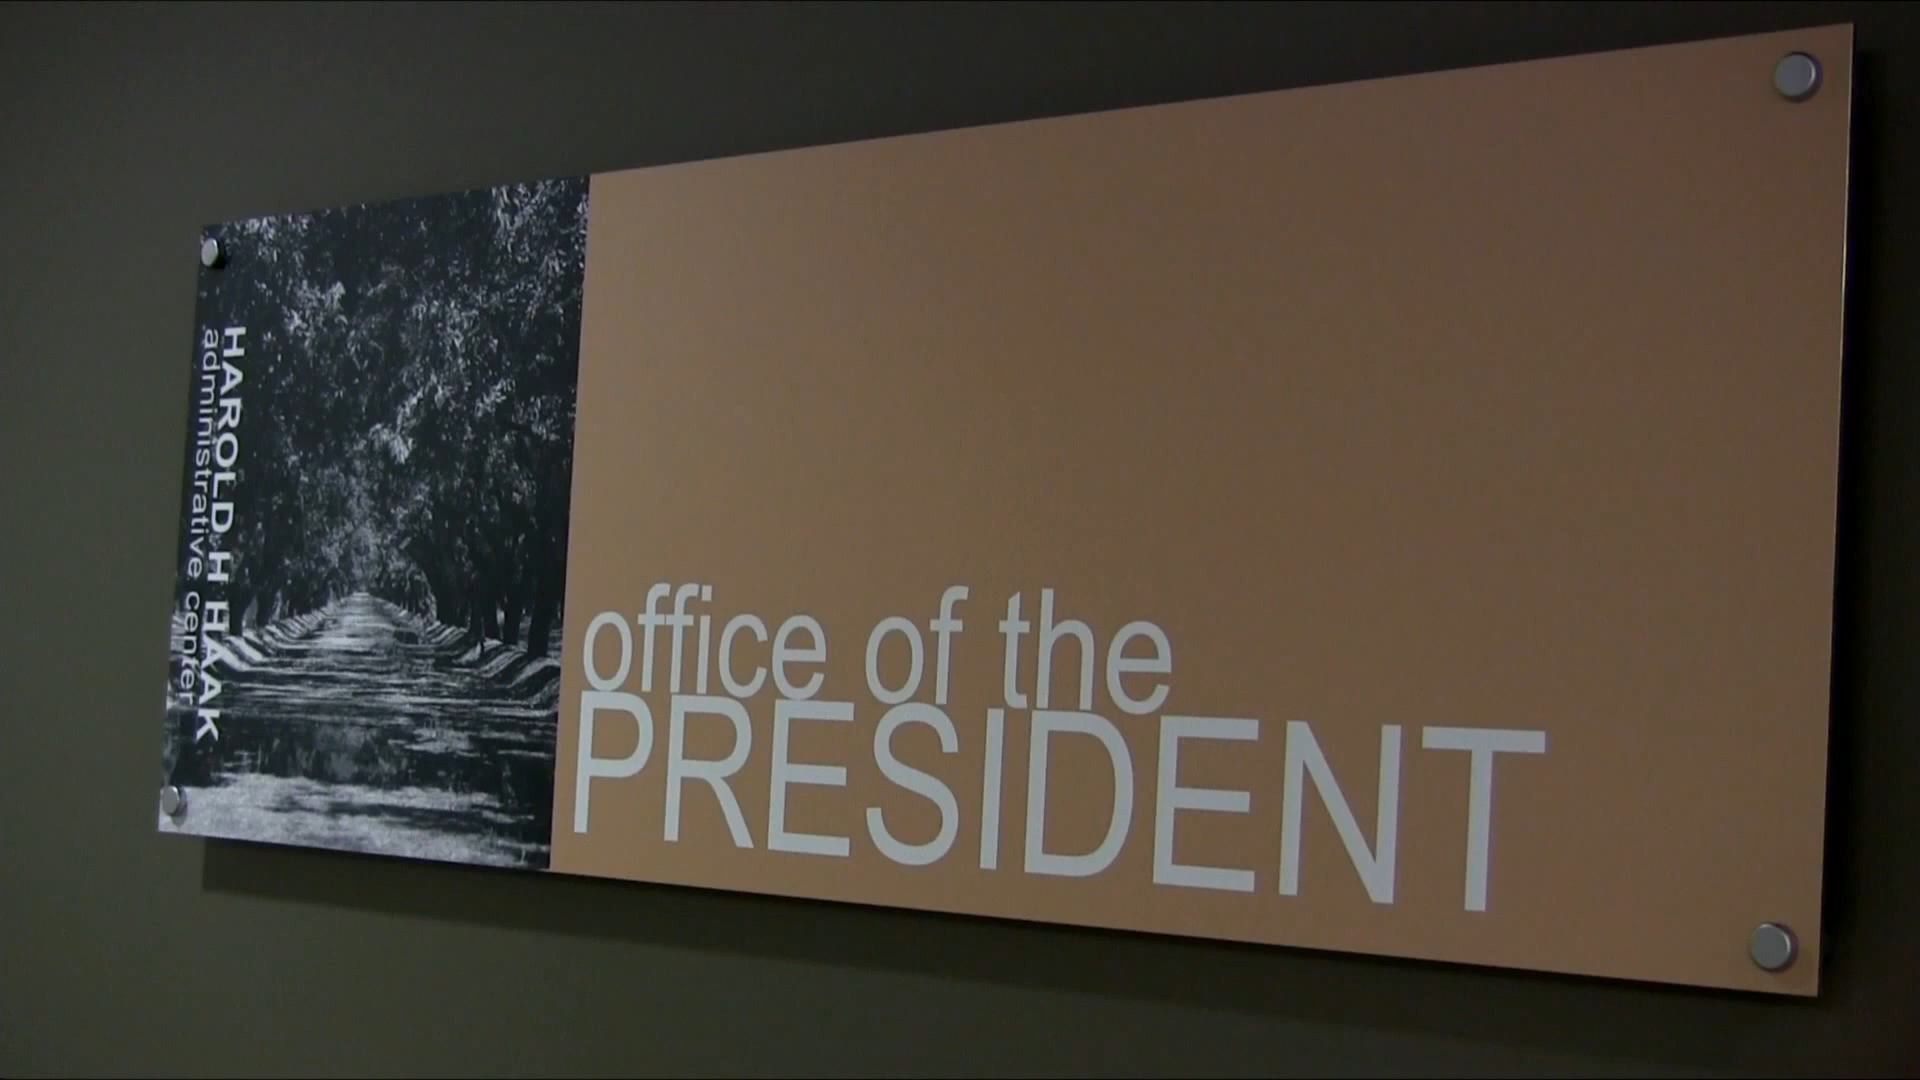 HAROLD H HAAK
administrative center
office of the
PRESIDENT